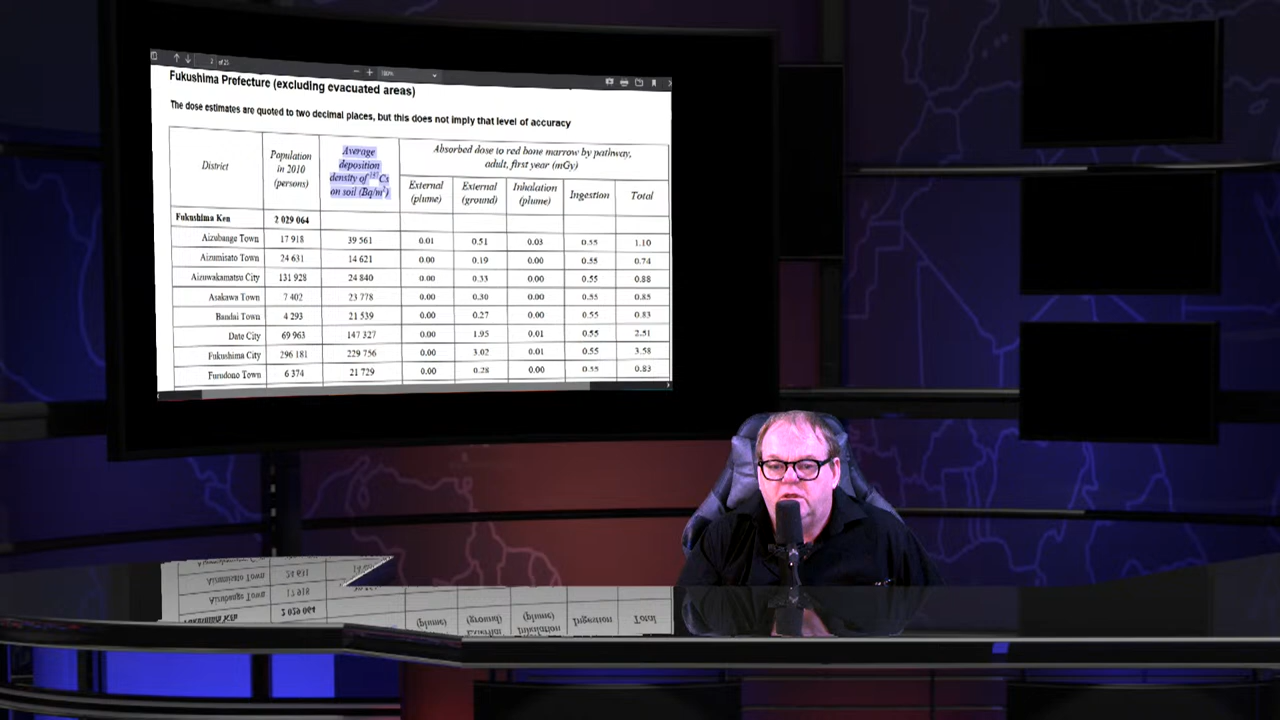 2 of 25
100%
Fukushima Prefecture (excluding evacuated areas)
The dose estimates are quoted to two decimal places, but this does not imply that level of accuracy
District Population in 2010 (persons) Average deposition density of 137Cs on soil (Bq/m2) Absorbed dose to red bone marrow by pathway, adult, first year (mGy)
External (plume) External (ground) Inhalation (plume) Ingestion Total
Fukushima Ken 2 029 064
Aizubange Town 17 918 39 561 0.01 0.51 0.03 0.55 1.10
Aizumisato Town 24 631 14 621 0.00 0.19 0.00 0.55 0.74
Aizuwakamatsu City 131 928 24 840 0.00 0.33 0.00 0.55 0.88
Asakawa Town 7 402 23 778 0.00 0.30 0.00 0.55 0.85
Bandai Town 4 293 21 539 0.00 0.27 0.00 0.55 0.83
Date City 69 963 147 327 0.00 1.95 0.01 0.55 2.51
Fukushima City 296 181 229 756 0.00 3.02 0.01 0.55 3.58
Furudono Town 6 374 21 729 0.00 0.28 0.00 0.55 0.83